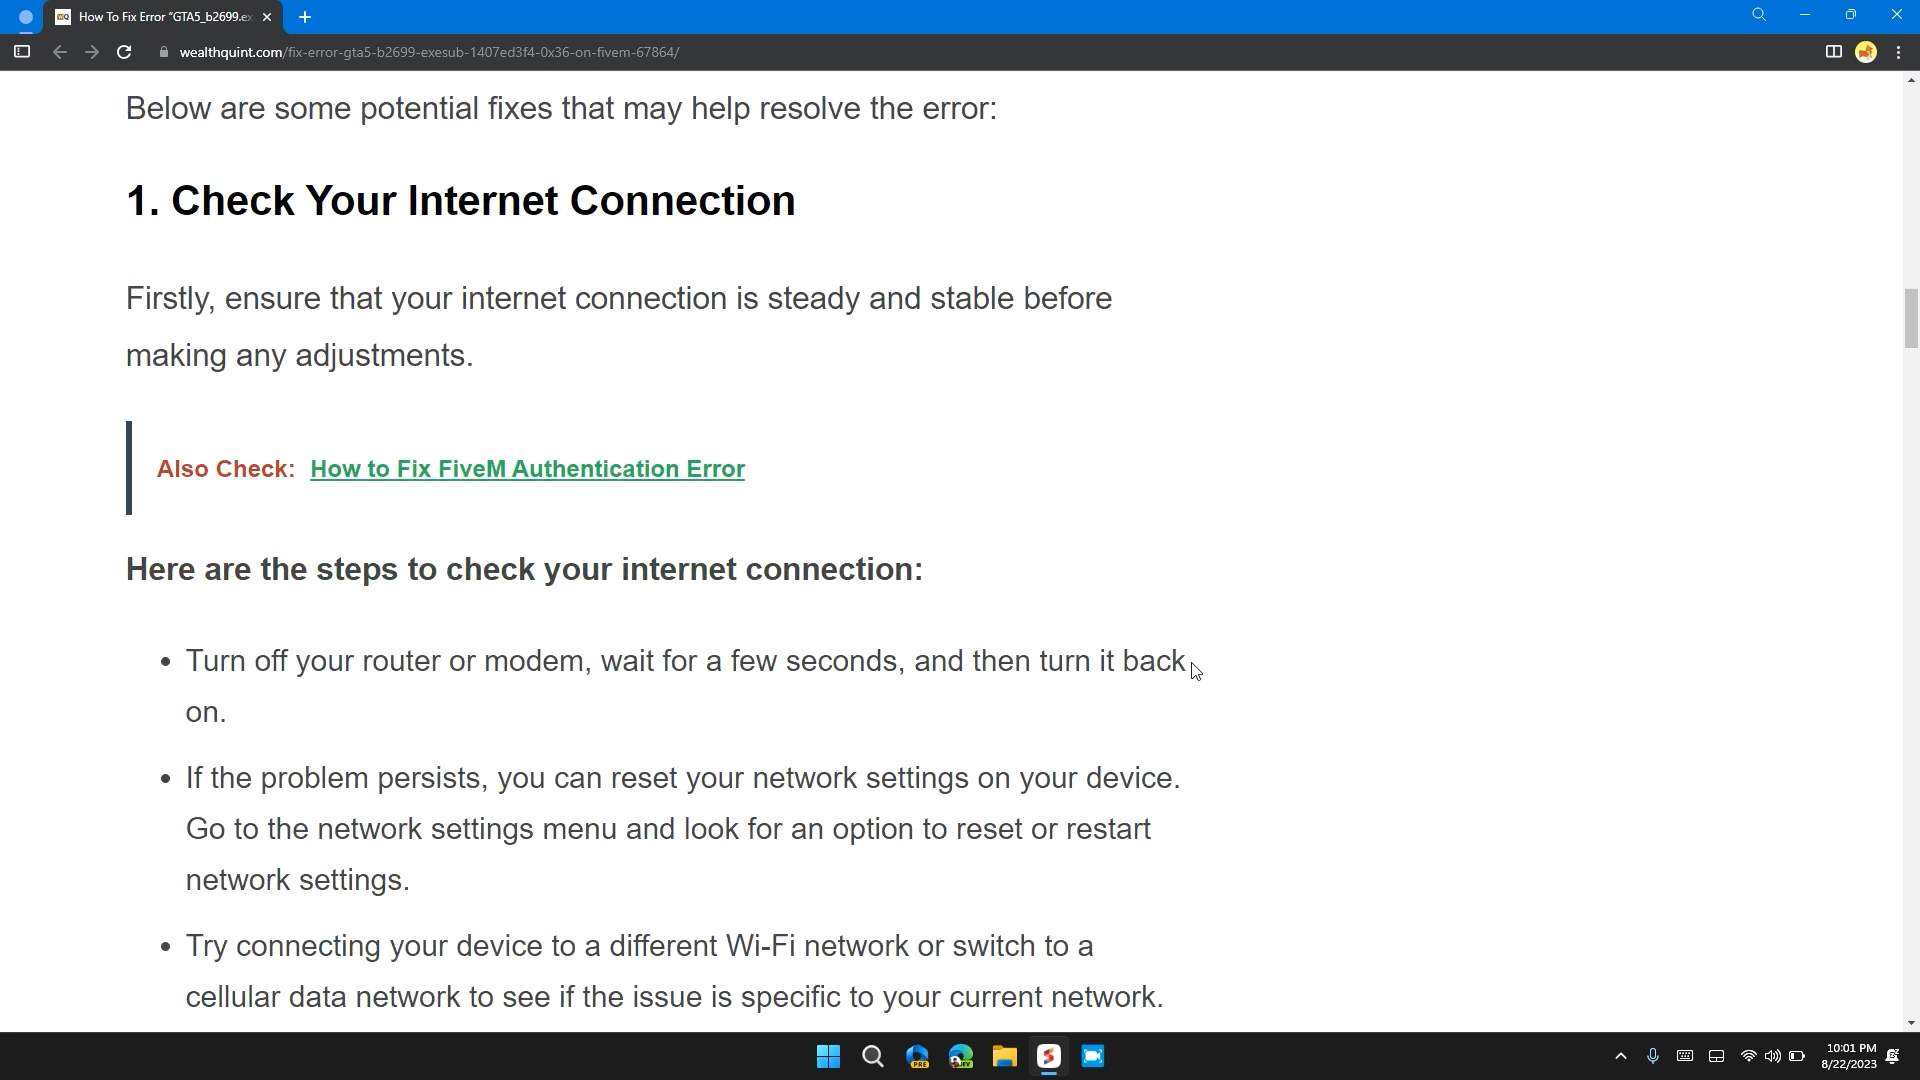 How To Fix Error "GTA5_b2699.ex
wealthquint.com/fix-error-gta5-b2699-exesub-1407ed3f4-0x36-on-fivem-67864/
Below are some potential fixes that may help resolve the error:
1. Check Your Internet Connection
Firstly, ensure that your internet connection is steady and stable before
making any adjustments.
Also Check: How to Fix FiveM Authentication Error
Here are the steps to check your internet connection:
• Turn off your router or modem, wait for a few seconds, and then turn it back
on.
• If the problem persists, you can reset your network settings on your device.
Go to the network settings menu and look for an option to reset or restart
network settings.
• Try connecting your device to a different Wi-Fi network or switch to a
cellular data network to see if the issue is specific to your current network.
PRE
10:01 PM
8/22/2023